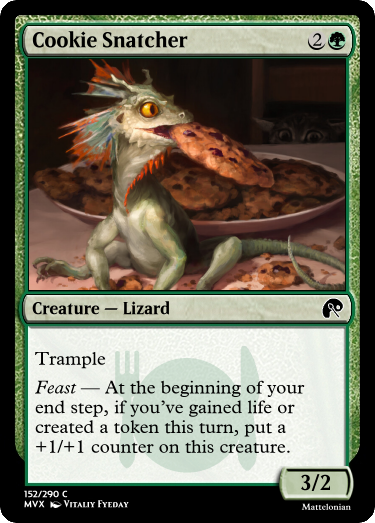 Cookie Snatcher 2
Creature — Lizard
Trample
Feast — At the beginning of your
end step, if you've gained life or
created a token this turn, put a
+1/+1 counter on this creature.
3/2
152/290 C
MVX Vitaliy Fyeday
Mattelonian